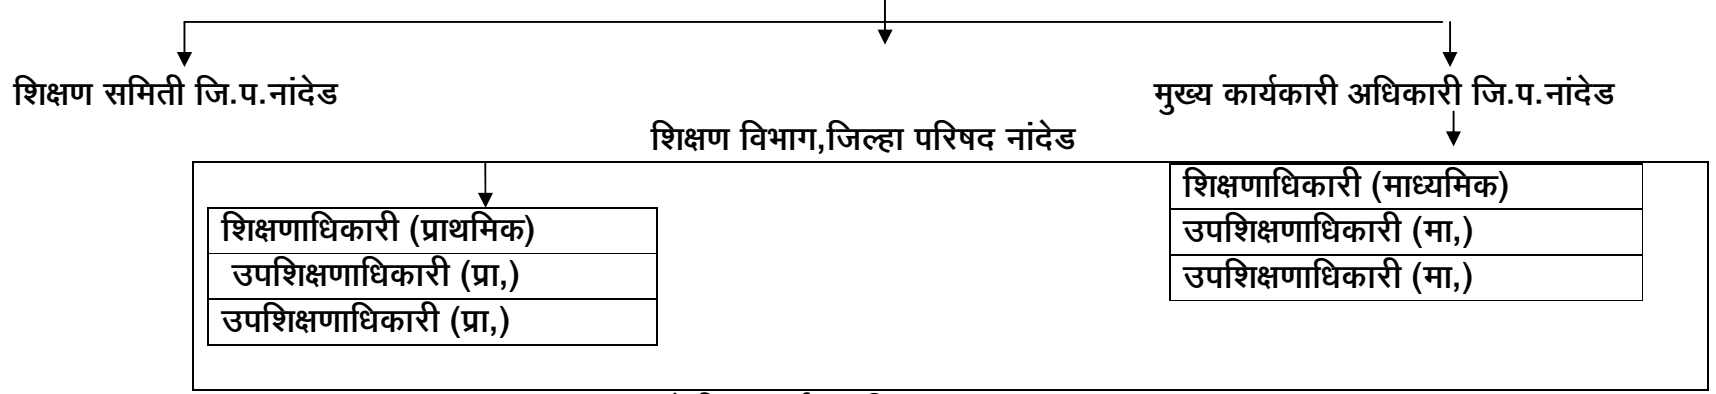 शिक्षण समिती जि.प.नांदेड
मुख्य कार्यकारी अधिकारी जि.प.नांदेड
शिक्षण विभाग,जिल्हा परिषद नांदेड
शिक्षणाधिकारी (प्राथमिक)
उपशिक्षणाधिकारी (प्रा,)
उपशिक्षणाधिकारी (प्रा,)
शिक्षणाधिकारी (माध्यमिक)
उपशिक्षणाधिकारी (मा,)
उपशिक्षणाधिकारी (मा,)